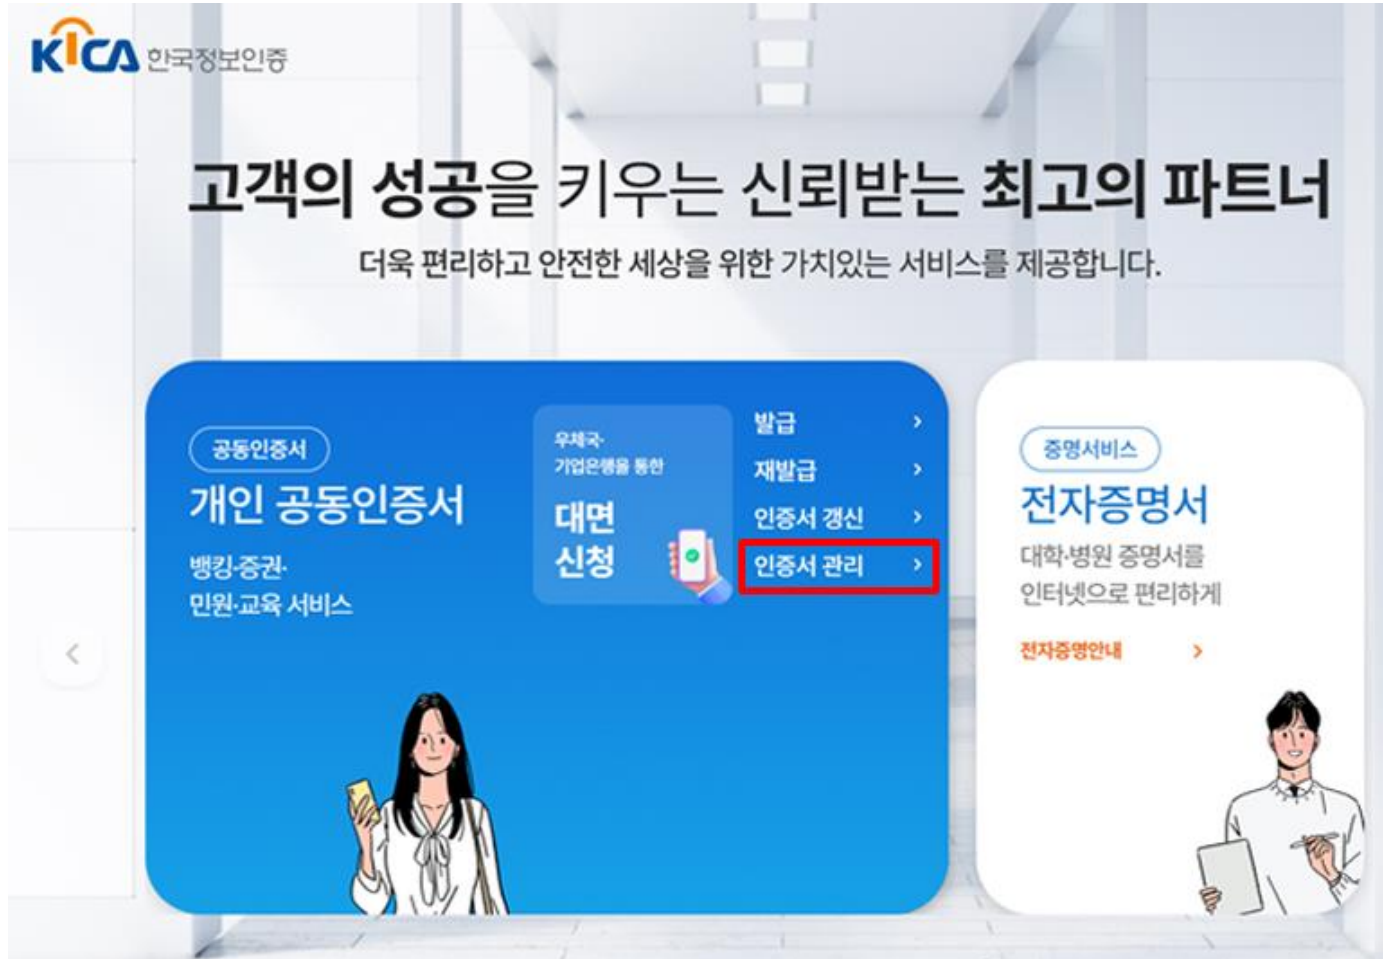 KICA 한국정보인증
고객의 성공을 키우는 신뢰받는 최고의 파트너
더욱 편리하고 안전한 세상을 위한 가치있는 서비스를 제공합니다.
공동인증서
개인 공동인증서
뱅킹·증권·
민원·교육 서비스
우체국·
기업은행을 통한
대면
신청
발급
재발급
인증서 갱신
인증서 관리
증명서비스
전자증명서
대학·병원 증명서를
인터넷으로 편리하게
전자증명안내